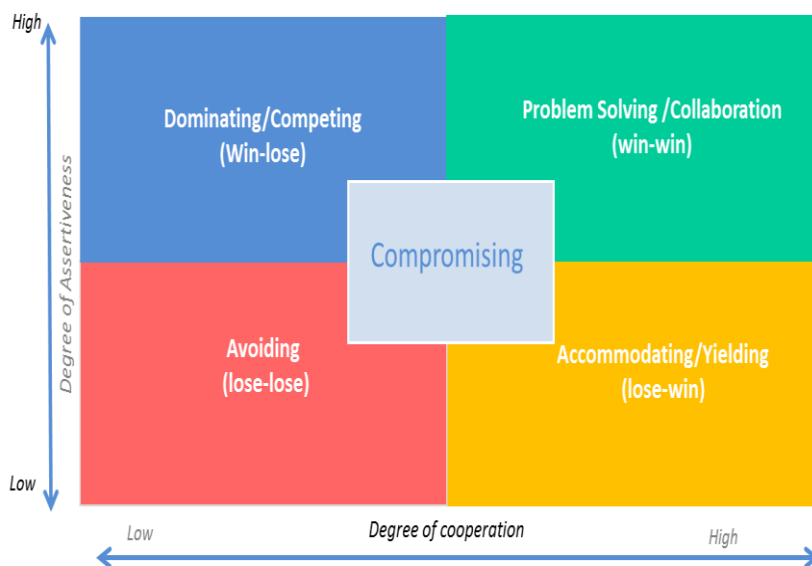 High
Dominating/Competing
(Win-lose)
Problem Solving /Collaboration
(win-win)
Degree of Assertiveness
Compromising
Avoiding
(lose-lose)
Accommodating/Yielding
(lose-win)
Low
Low
Degree of cooperation
High